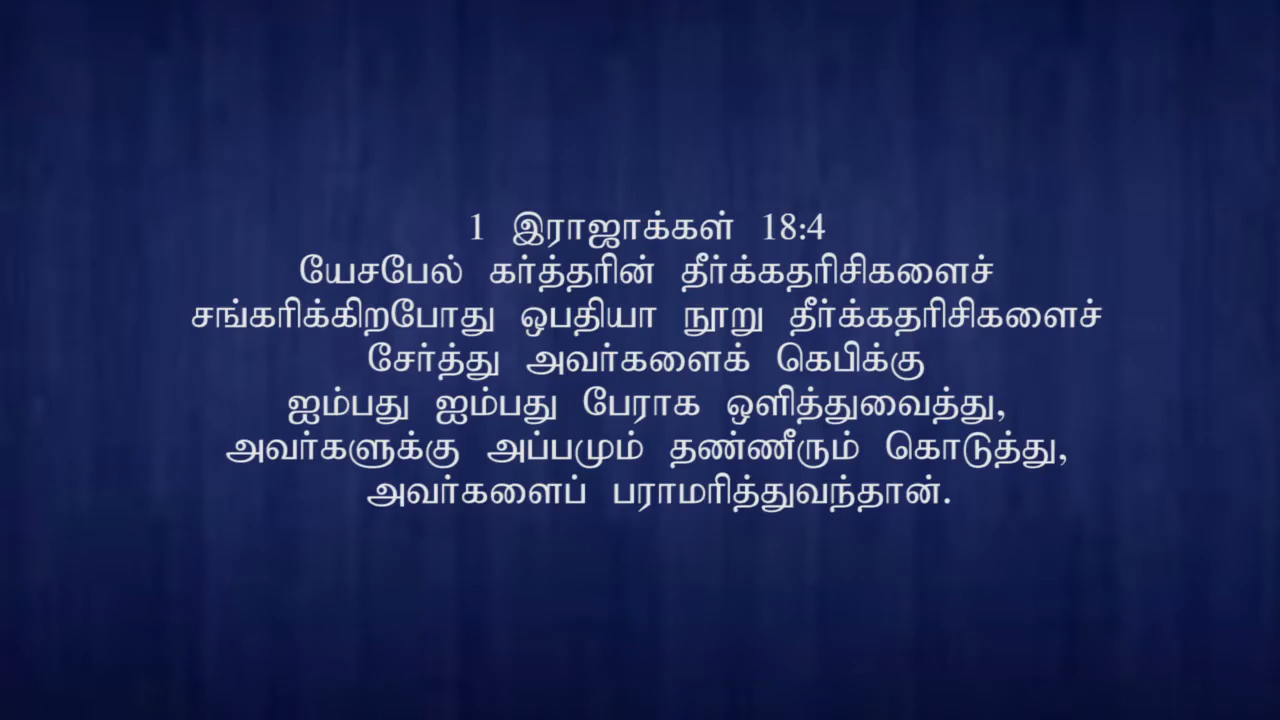 1 இராஜாக்கள் 18:4
யேசபேல் கர்த்தரின் தீர்க்கதரிசிகளைச்
சங்கரிக்கிறபோது ஒபதியா நூறு தீர்க்கதரிசிகளைச்
சேர்த்து அவர்களைக் கெபிக்கு
ஐம்பது ஐம்பது பேராக ஒளித்துவைத்து,
அவர்களுக்கு அப்பமும் தண்ணீரும் கொடுத்து,
அவர்களைப் பராமரித்துவந்தான்.